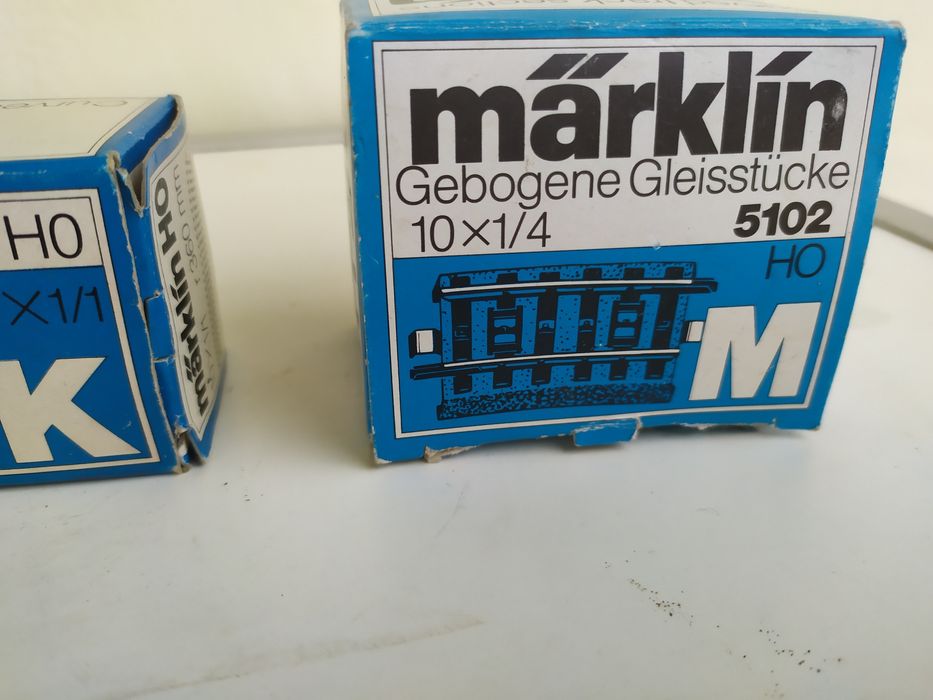 märklin
Gebogene Gleisstücke
10×1/4 5102
HO
M
HO
×1/1
K
märklin HO